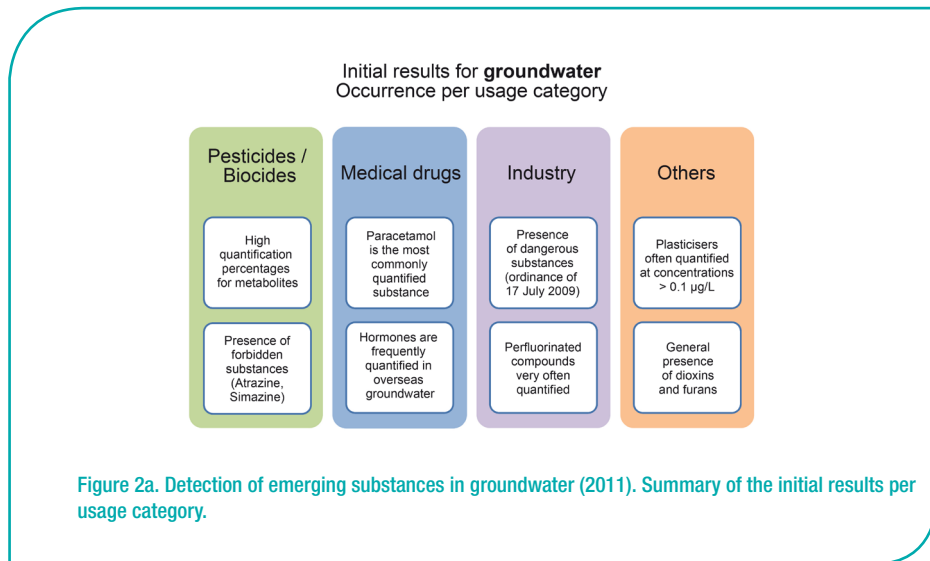 Initial results for groundwater
Occurrence per usage category
Pesticides /
Biocides
High
quantification
percentages
for metabolites
Presence of
forbidden
substances
(Atrazine,
Simazine)
Medical drugs
Paracetamol
is the most
commonly
quantified
substance
Hormones are
frequently
quantified in
overseas
groundwater
Industry
Presence
of dangerous
substances
(ordinance of
17 July 2009)
Perfluorinated
compounds
very often
quantified
Others
Plasticisers
often quantified
at concentrations
> 0.1 µg/L
General
presence
of dioxins
and furans
Figure 2a. Detection of emerging substances in groundwater (2011). Summary of the initial results per
usage category.